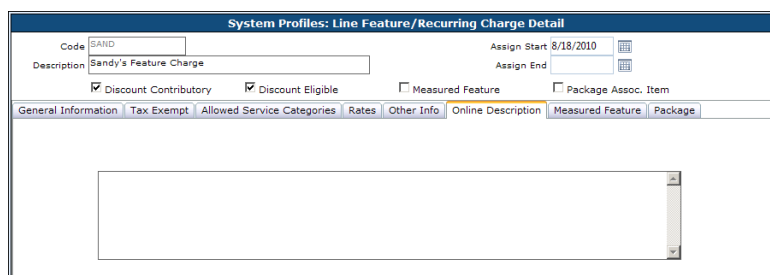 System Profiles: Line Feature/Recurring Charge Detail
Code SAND Assign Start 8/18/2010
Description Sandy's Feature Charge Assign End
Discount Contributory Discount Eligible Measured Feature Package Assoc. Item
General Information Tax Exempt Allowed Service Categories Rates Other Info Online Description Measured Feature Package